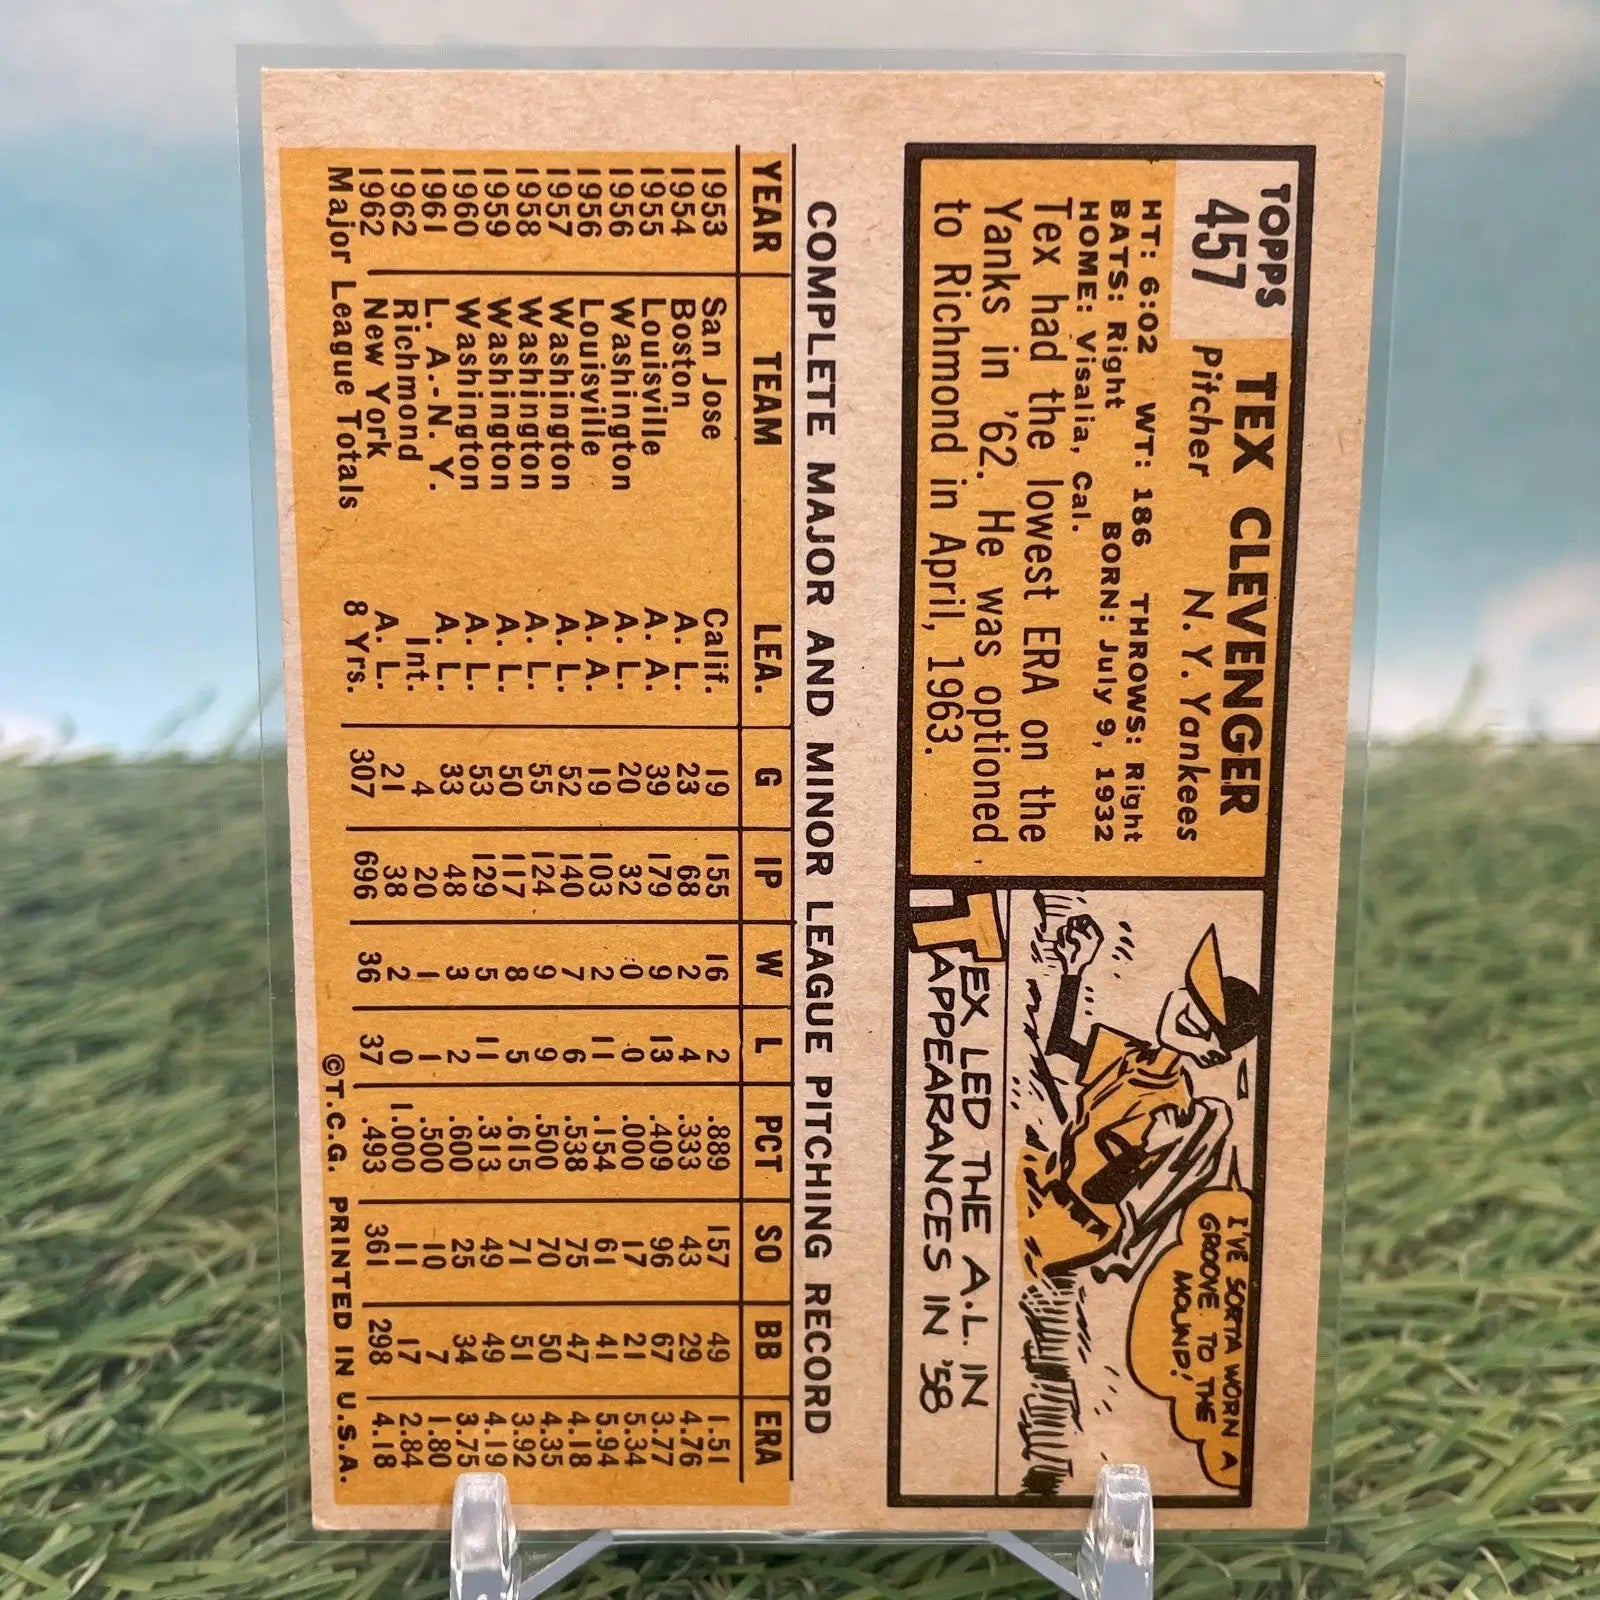 TOPPS
457
TEX CLEVENGER
Pitcher N. Y. Yankees
HT: 6:02 WT: 186 THROWS: Right
BATS: Right BORN: July 9, 1932
HOME: Visalia, Cal.
Tex had the lowest ERA on the
Yanks in '62. He was optioned
to Richmond in April, 1963.
I'VE SORTA WORN A
GROOVE TO THE
MOUND!
TEX LED THE A.L. IN
APPEARANCES IN '58
COMPLETE MAJOR AND MINOR LEAGUE PITCHING RECORD
YEAR TEAM LEA. G IP W L PCT SO BB ERA
1953 San Jose Calif. 19 155 16 2 .889 157 49 1.51
1954 Boston A. L. 23 68 2 4 .333 43 29 4.76
1955 Louisville A. A. 39 179 9 13 .409 96 67 3.77
1956 Washington A. L. 20 32 0 0 .000 17 21 5.34
1956 Louisville A. A. 19 103 2 11 .154 61 41 5.94
1957 Washington A. L. 52 140 7 6 .538 75 47 4.18
1958 Washington A. L. 55 124 9 9 .500 70 50 4.35
1959 Washington A. L. 50 117 8 5 .615 71 51 3.92
1960 Washington A. L. 53 129 5 11 .313 49 49 4.19
1961 L. A.-N. Y. A. L. 33 48 3 2 .600 25 34 3.75
1962 Richmond Int. 4 20 1 1 .500 10 7 1.80
1962 New York A. L. 21 38 2 0 1.000 11 17 2.84
Major League Totals 8 Yrs. 307 696 36 37 .493 361 298 4.18
©T.C.G. PRINTED IN U.S.A.